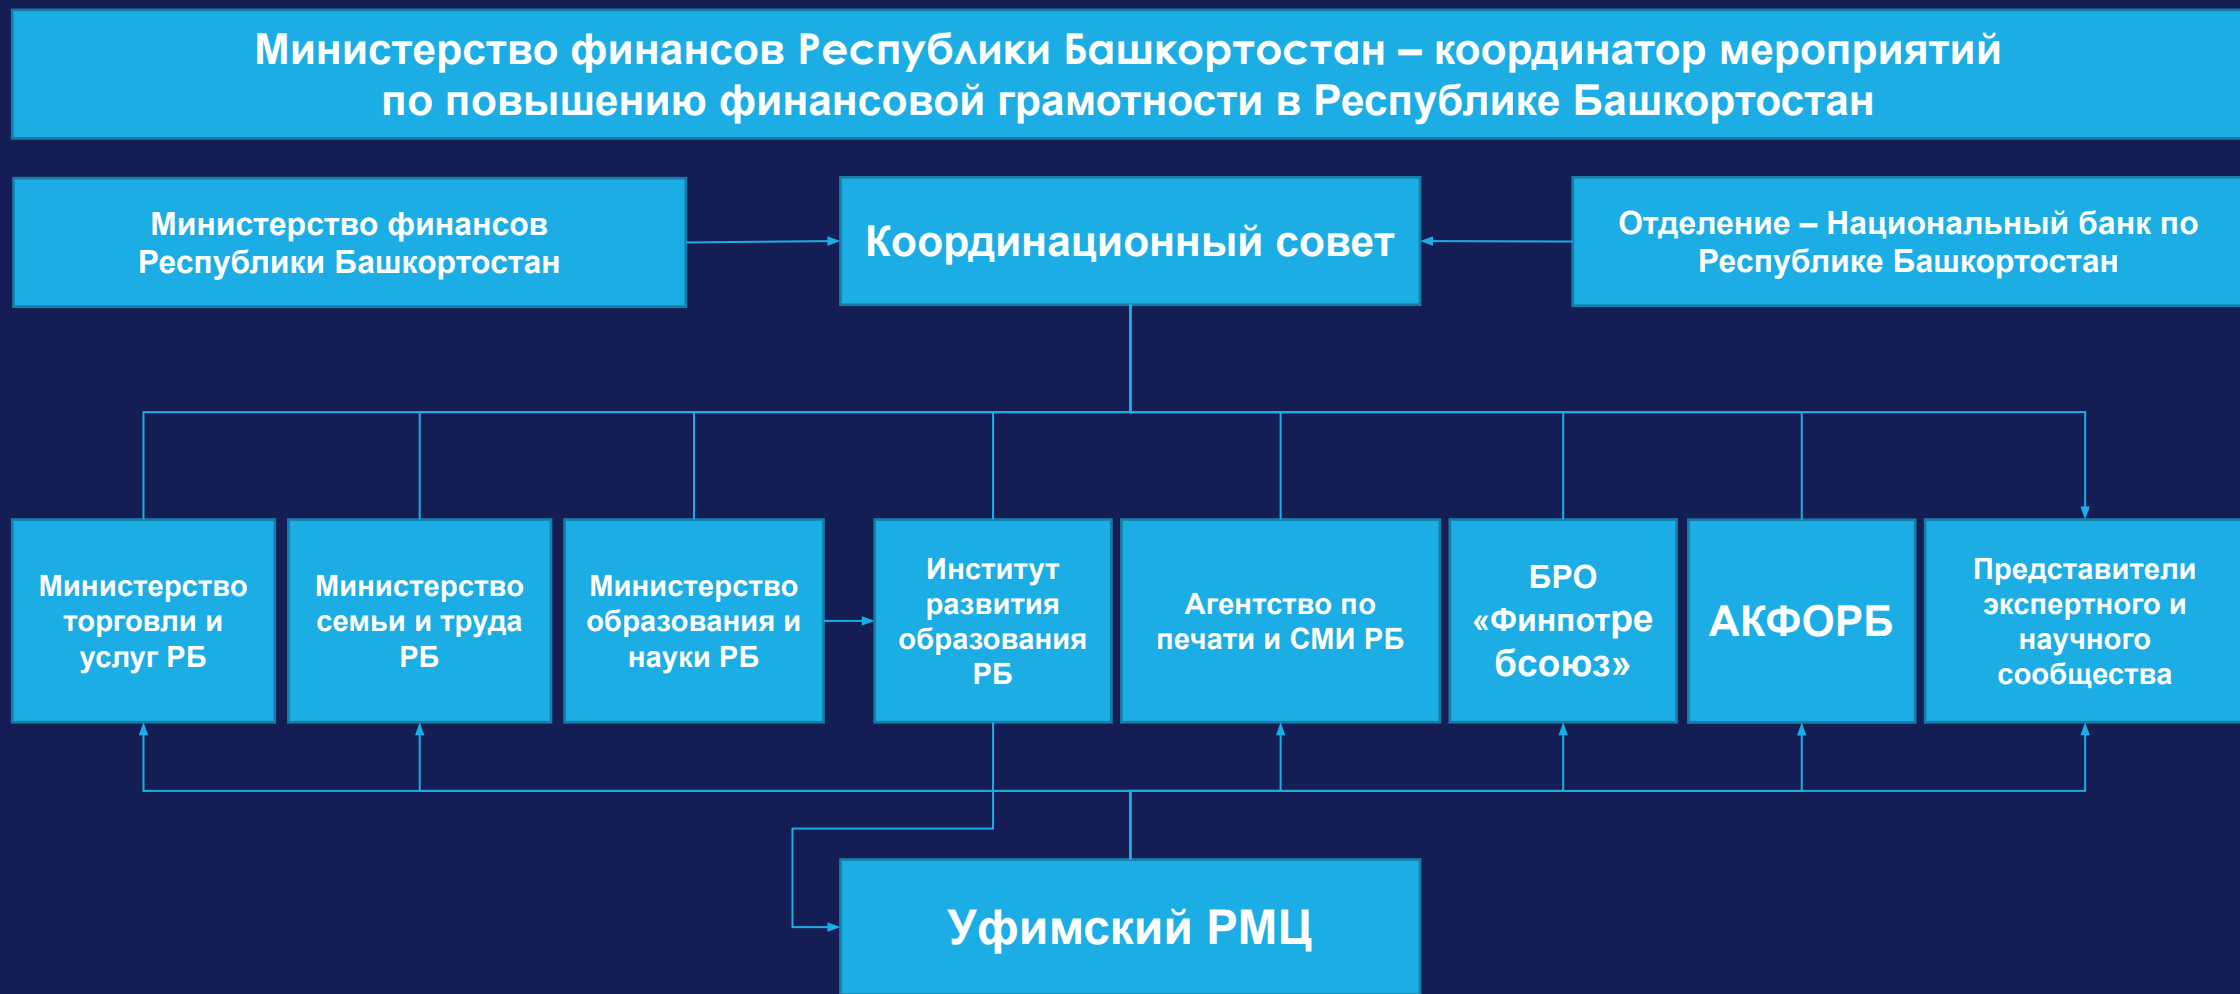 Министерство финансов Республики Башкортостан – координатор мероприятий
по повышению финансовой грамотности в Республике Башкортостан
Министерство финансов
Республики Башкортостан
Координационный совет
Отделение – Национальный банк по
Республике Башкортостан
Министерство
торговли и
услуг РБ
Министерство
семьи и труда
РБ
Министерство
образования и
науки РБ
Институт
развития
образования
РБ
Агентство по
печати и СМИ РБ
БРО
«Финпотре
бсоюз»
АКФОРБ
Представители
экспертного и
научного
сообщества
Уфимский РМЦ